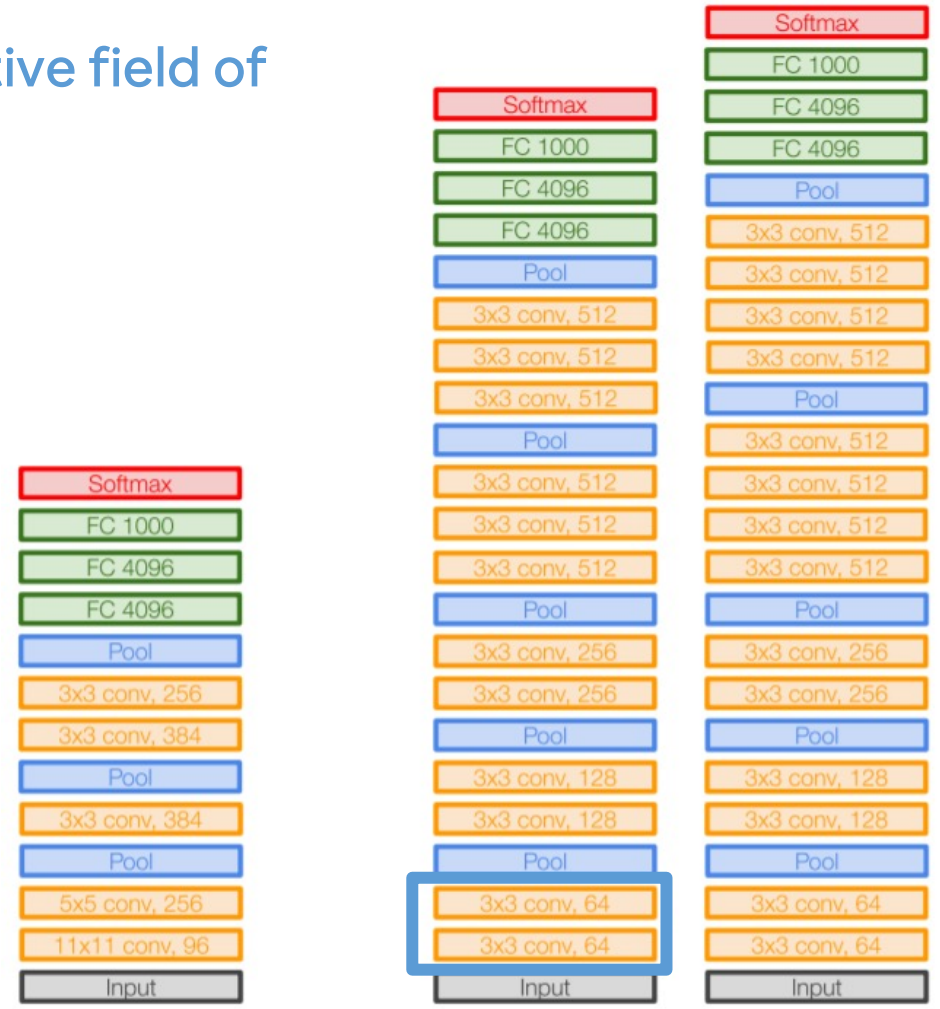 tive field of
Softmax
FC 1000
FC 4096
FC 4096
Pool
3x3 conv, 256
3x3 conv, 384
Pool
3x3 conv, 384
Pool
5x5 conv, 256
11x11 conv, 96
Input
Softmax
FC 1000
FC 4096
FC 4096
Pool
3x3 conv, 512
3x3 conv, 512
3x3 conv, 512
Pool
3x3 conv, 512
3x3 conv, 512
3x3 conv, 512
Pool
3x3 conv, 256
3x3 conv, 256
Pool
3x3 conv, 128
3x3 conv, 128
Pool
3x3 conv, 64
3x3 conv, 64
Input
Softmax
FC 1000
FC 4096
FC 4096
Pool
3x3 conv, 512
3x3 conv, 512
3x3 conv, 512
3x3 conv, 512
Pool
3x3 conv, 512
3x3 conv, 512
3x3 conv, 512
3x3 conv, 512
Pool
3x3 conv, 256
3x3 conv, 256
Pool
3x3 conv, 128
3x3 conv, 128
Pool
3x3 conv, 64
3x3 conv, 64
Input